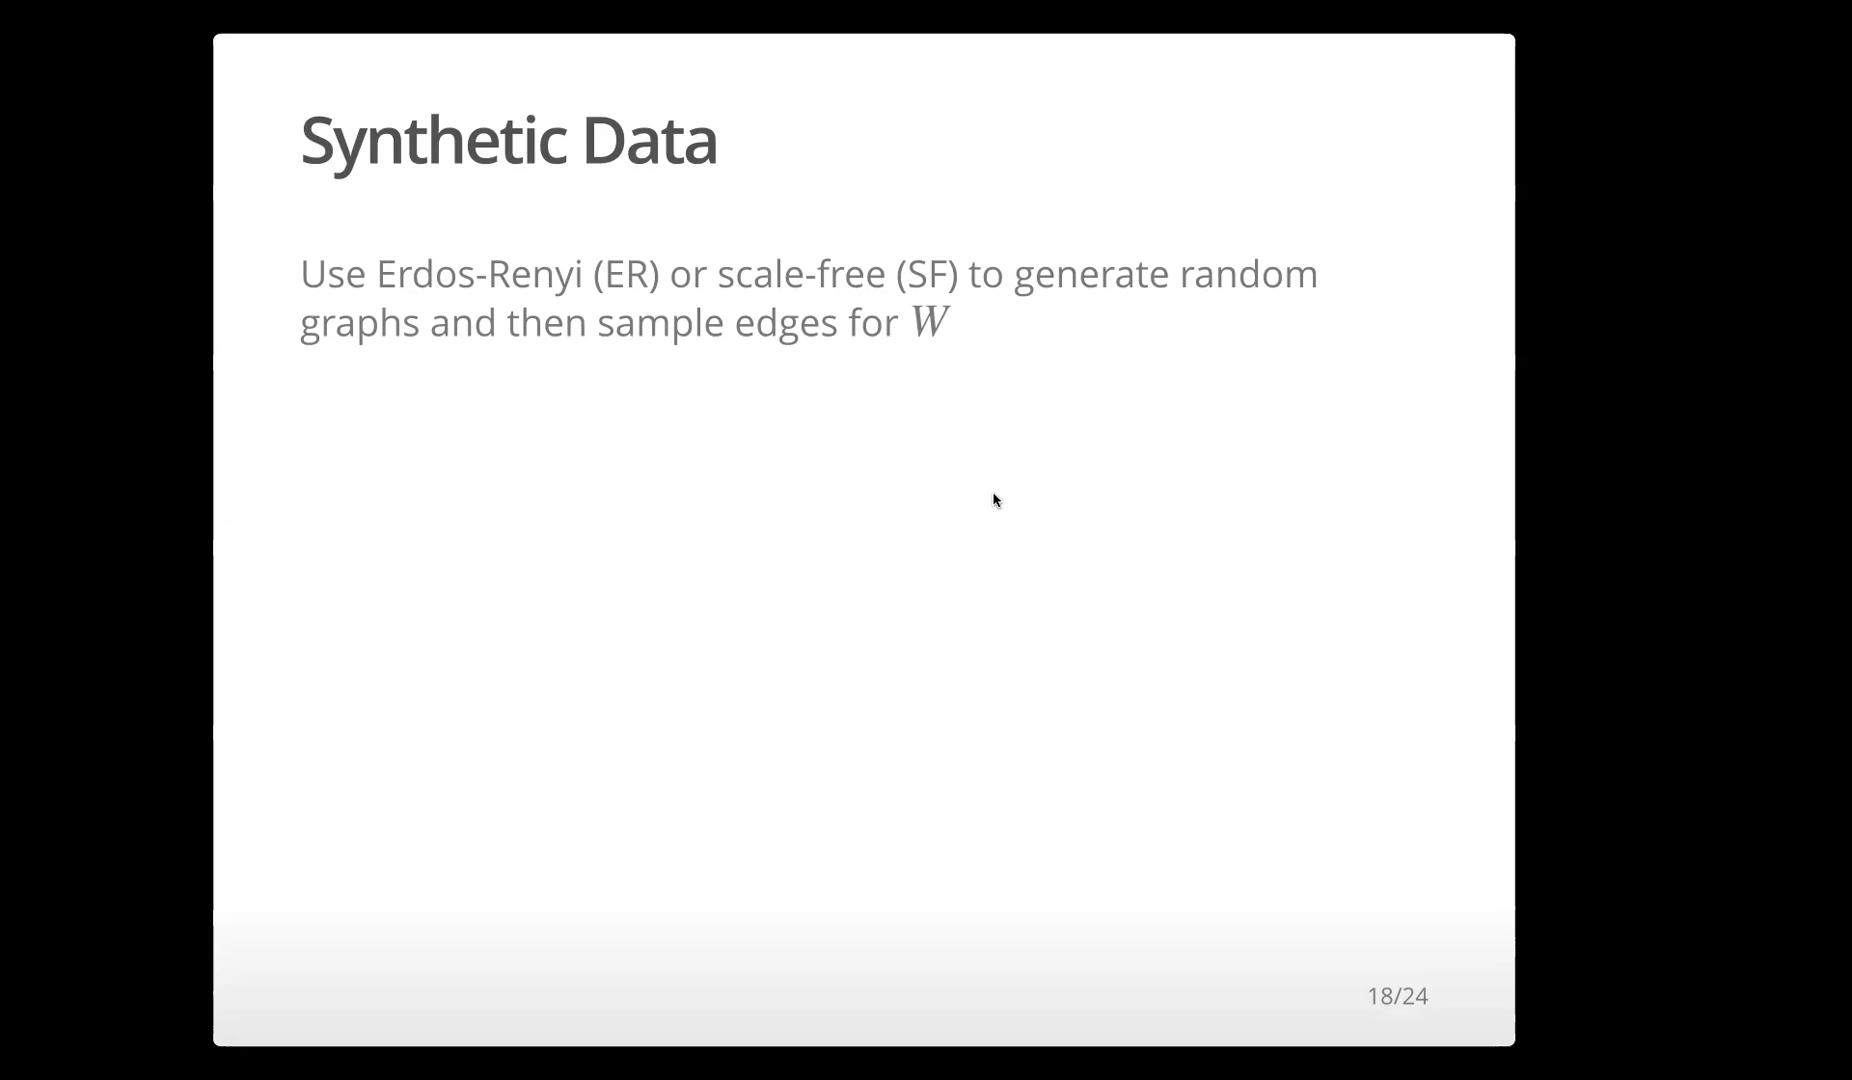 Synthetic Data
Use Erdos-Renyi (ER) or scale-free (SF) to generate random
graphs and then sample edges for W
18/24